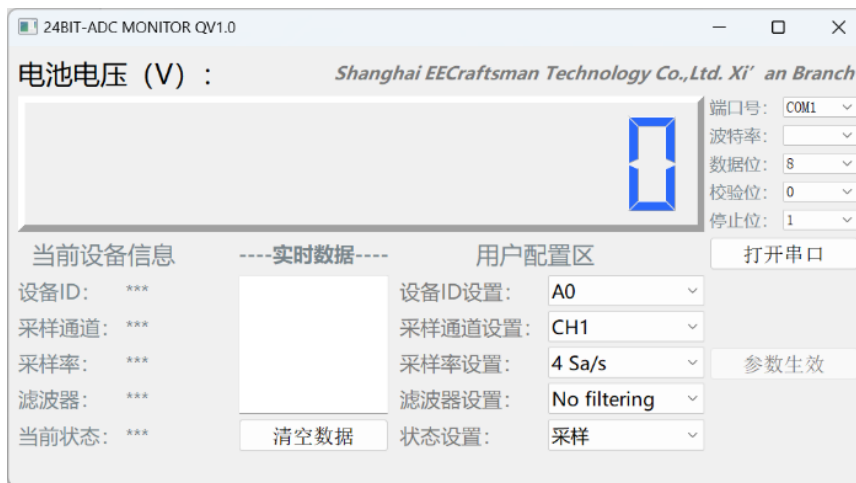 24BIT-ADC MONITOR QV1.0
电池电压（V）:
Shanghai EECraftsman Technology Co.,Ltd. Xi’an Branch
0
端口号: COM1
波特率:
数据位: 8
校验位: 0
停止位: 1
打开串口
当前设备信息
----实时数据----
用户配置区
设备ID: ***
采样通道: ***
采样率: ***
滤波器: ***
当前状态: ***
清空数据
设备ID设置: A0
采样通道设置: CH1
采样率设置: 4 Sa/s
滤波器设置: No filtering
状态设置: 采样
参数生效